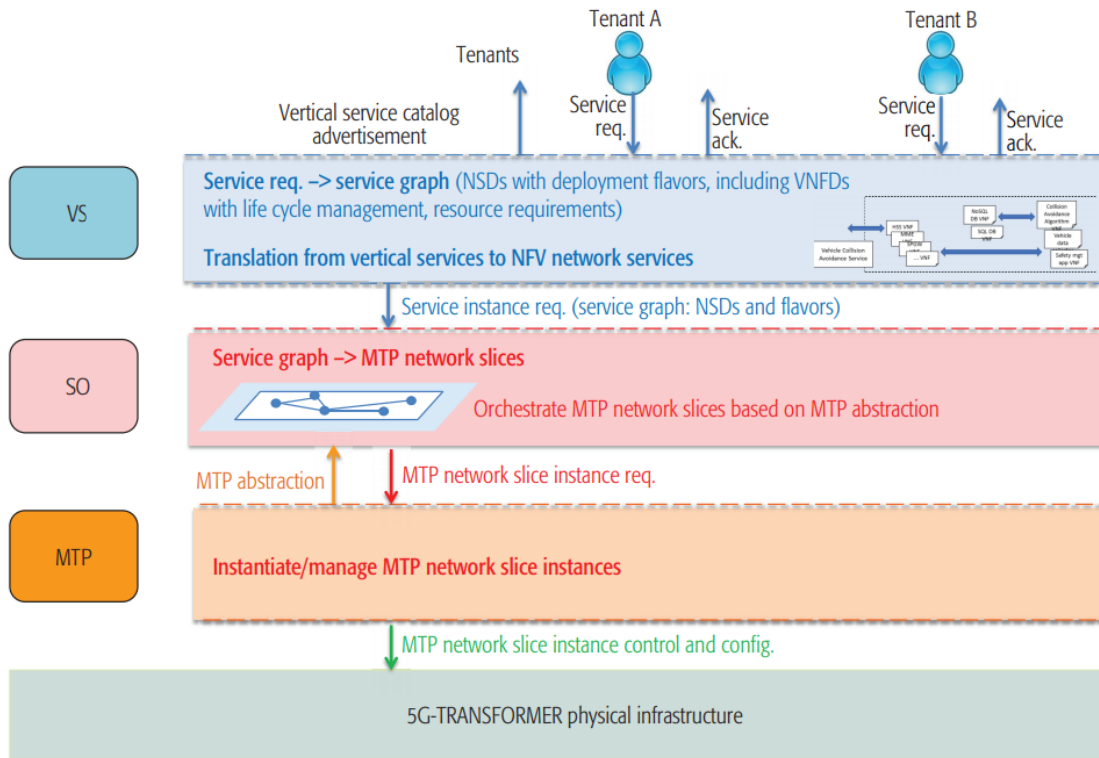 Tenant A
Tenant B
Tenants
Vertical service catalog
advertisement
Service
req.
Service
ack.
Service
req.
Service
ack.
VS
Service req. –> service graph (NSDs with deployment flavors, including VNFDs
with life cycle management, resource requirements)
Translation from vertical services to NFV network services
Vehicle Collision
Avoidance Service
HSS VNF
MME
... VNF
NoSQL
DB VNF
SQL DB VNF
Collision
Avoidance
Algorithm
Vehicle
data
Safety mgt
app VNF
Service instance req. (service graph: NSDs and flavors)
SO
Service graph –> MTP network slices
Orchestrate MTP network slices based on MTP abstraction
MTP abstraction
MTP network slice instance req.
MTP
Instantiate/manage MTP network slice instances
MTP network slice instance control and config.
5G-TRANSFORMER physical infrastructure